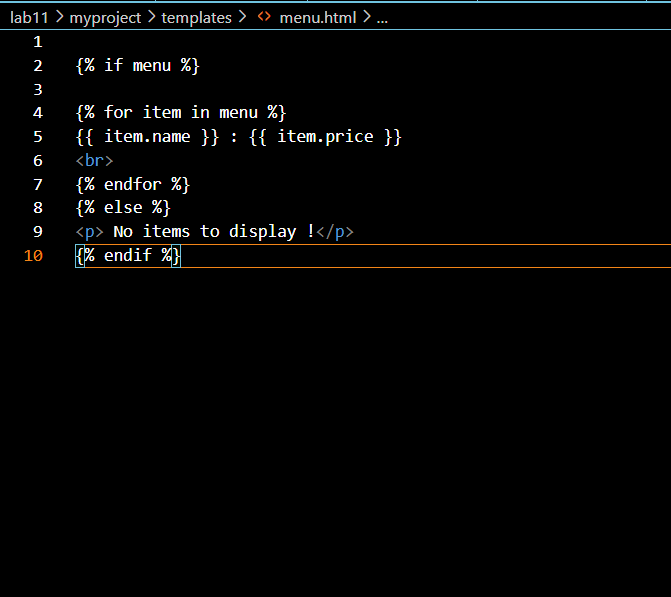 lab11 > myproject > templates > <> menu.html > ...
1
2 {% if menu %}
3
4 {% for item in menu %}
5 {{ item.name }} : {{ item.price }}
6 <br>
7 {% endfor %}
8 {% else %}
9 <p> No items to display !</p>
10 {% endif %}